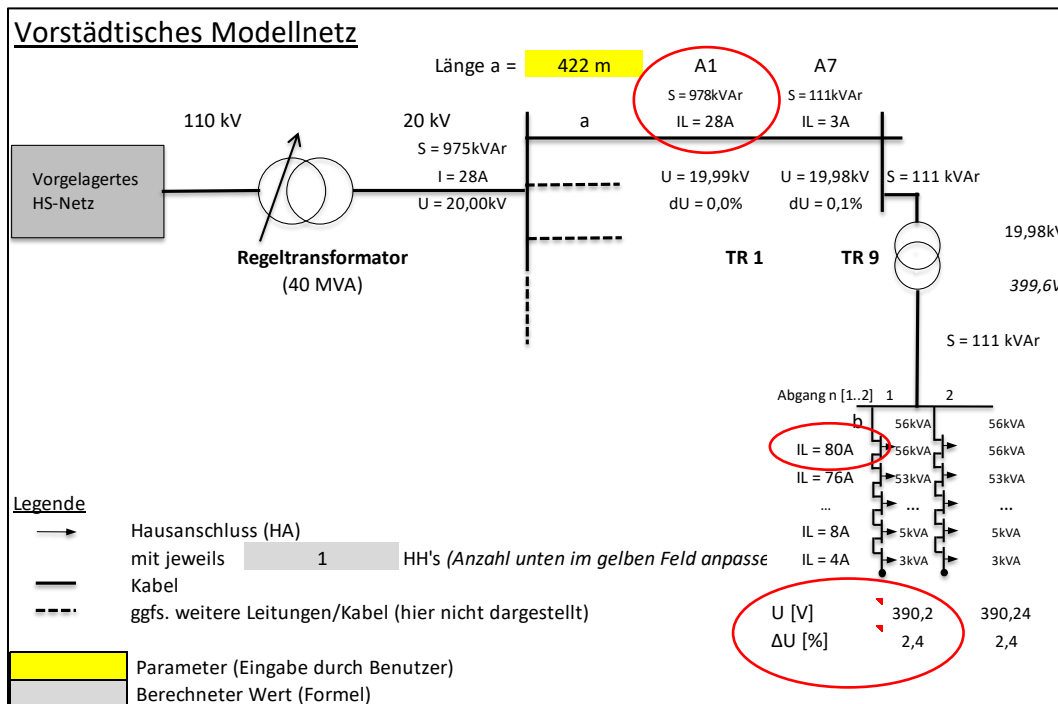 Vorstädtisches Modellnetz
Länge a = 422 m A1 A7
S = 978kVAr S = 111kVAr
110 kV 20 kV a IL = 28A IL = 3A
S = 975kVAr
Vorgelagertes I = 28A U = 19,99kV U = 19,98kV S = 111 kVAr
HS-Netz U = 20,00kV dU = 0,0% dU = 0,1%
19,98kV
Regeltransformator TR 1 TR 9
(40 MVA) 399,6V
S = 111 kVAr
Abgang n [1..2] 1 2
b 56kVA 56kVA
IL = 80A 56kVA 56kVA
IL = 76A 53kVA 53kVA
Legende
... ... ...
Hausanschluss (HA) IL = 8A 5kVA 5kVA
mit jeweils 1 HH's (Anzahl unten im gelben Feld anpasse IL = 4A 3kVA 3kVA
Kabel
ggfs. weitere Leitungen/Kabel (hier nicht dargestellt) U [V] 390,2 390,24
ΔU [%] 2,4 2,4
Parameter (Eingabe durch Benutzer)
Berechneter Wert (Formel)